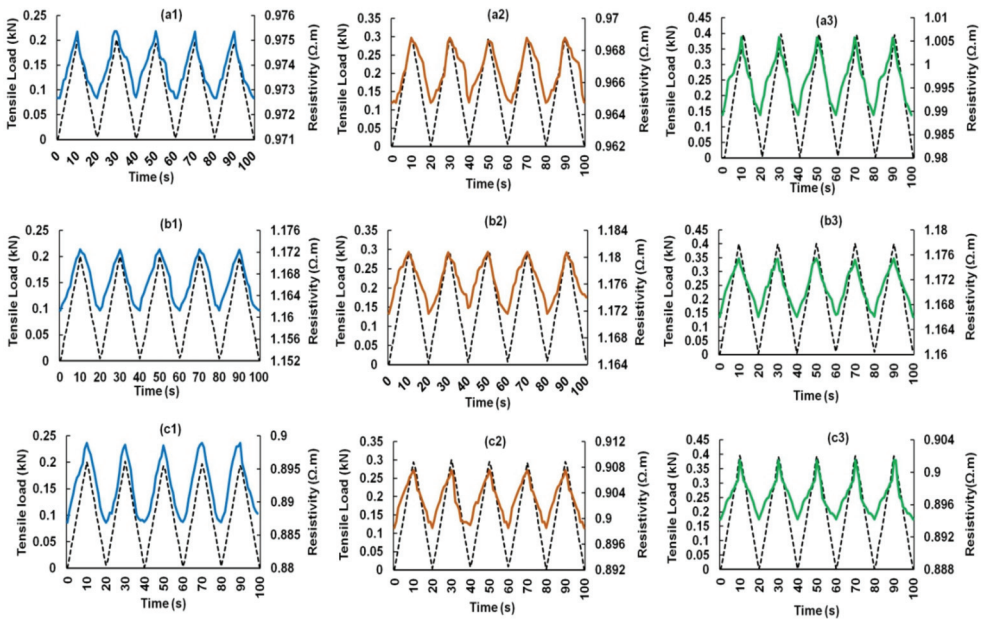 (a1)
Tensile Load (kN)
0.25
0.2
0.15
0.1
0.05
0
0.976
0.975
0.974
0.973
0.972
0.971
Resistivity (Ω.m)
0 10 20 30 40 50 60 70 80 90 100
Time (s)
(a2)
Tensile Load (kN)
0.35
0.3
0.25
0.2
0.15
0.1
0.05
0
0.97
0.968
0.966
0.964
0.962
Resistivity (Ω.m)
0 10 20 30 40 50 60 70 80 90 100
Time (s)
(a3)
Tensile Load (kN)
0.45
0.4
0.35
0.3
0.25
0.2
0.15
0.1
0.05
0
1.01
1.005
1
0.995
0.99
0.985
0.98
Resistivity (Ω.m)
0 10 20 30 40 50 60 70 80 90 100
Time (s)
(b1)
Tensile Load (kN)
0.25
0.2
0.15
0.1
0.05
0
1.176
1.172
1.168
1.164
1.16
1.156
1.152
Resistivity (Ω.m)
0 10 20 30 40 50 60 70 80 90 100
Time (s)
(b2)
Tensile Load (kN)
0.35
0.3
0.25
0.2
0.15
0.1
0.05
0
1.184
1.18
1.176
1.172
1.168
1.164
Resistivity (Ω.m)
0 10 20 30 40 50 60 70 80 90 100
Time (s)
(b3)
Tensile Load (kN)
0.45
0.4
0.35
0.3
0.25
0.2
0.15
0.1
0.05
0
1.18
1.176
1.172
1.168
1.164
1.16
Resistivity (Ω.m)
0 10 20 30 40 50 60 70 80 90 100
Time (s)
(c1)
Tensile load (kN)
0.25
0.2
0.15
0.1
0.05
0
0.9
0.895
0.89
0.885
0.88
Resistivity (Ω.m)
0 10 20 30 40 50 60 70 80 90 100
Time (s)
(c2)
Tensile Load (kN)
0.35
0.3
0.25
0.2
0.15
0.1
0.05
0
0.912
0.908
0.904
0.9
0.896
0.892
Resistivity (Ω.m)
0 10 20 30 40 50 60 70 80 90 100
Time (s)
(c3)
Tensile Load (kN)
0.45
0.4
0.35
0.3
0.25
0.2
0.15
0.1
0.05
0
0.904
0.9
0.896
0.892
0.888
Resistivity (Ω.m)
0 10 20 30 40 50 60 70 80 90 100
Time (s)